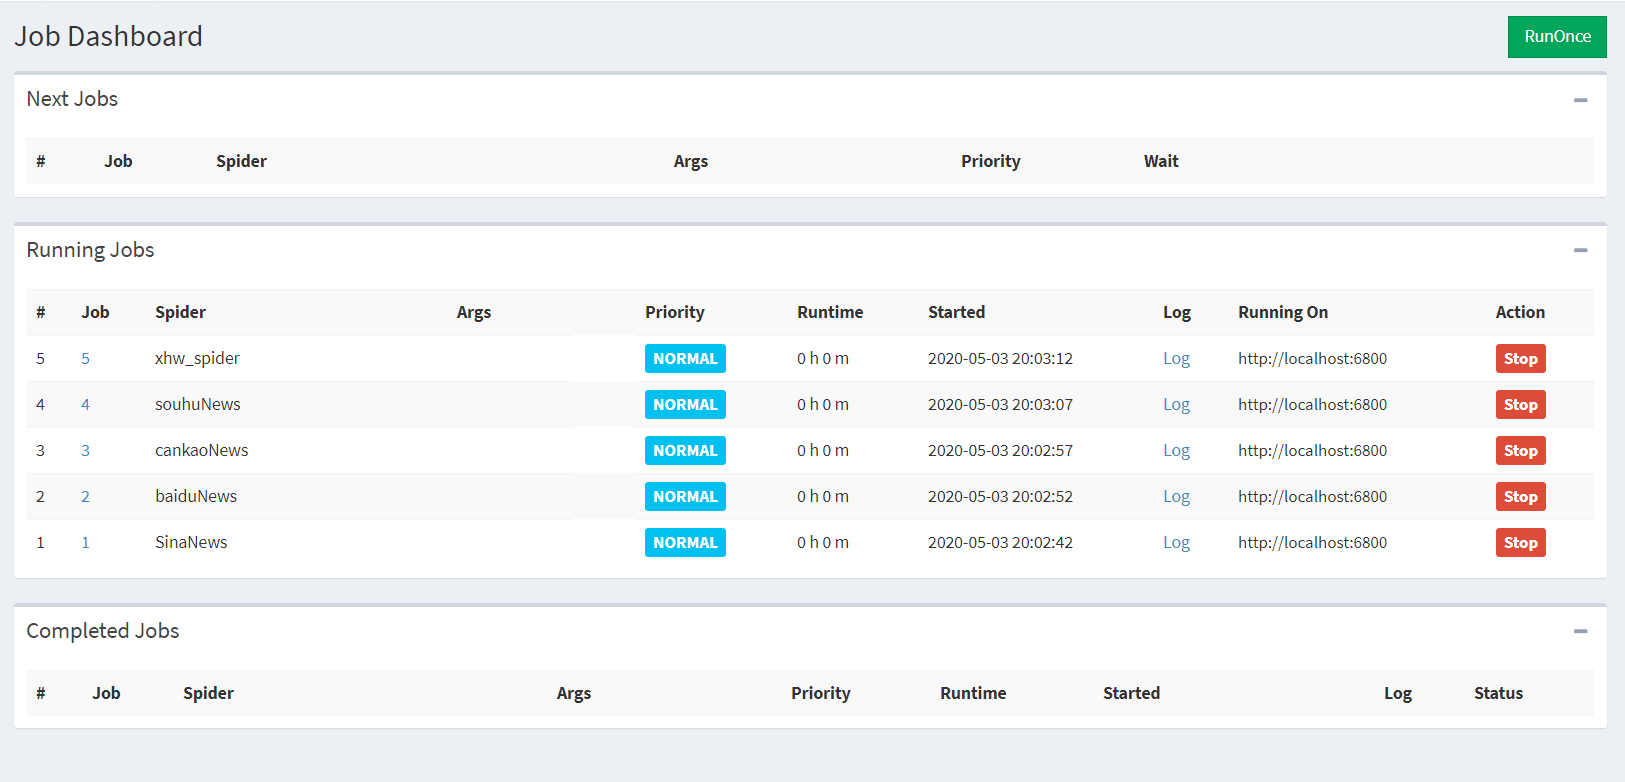 Job Dashboard RunOnce
Next Jobs
# Job Spider Args Priority Wait
Running Jobs
# Job Spider Args Priority Runtime Started Log Running On Action
5 5 xhw_spider NORMAL 0 h 0 m 2020-05-03 20:03:12 Log http://localhost:6800 Stop
4 4 souhuNews NORMAL 0 h 0 m 2020-05-03 20:03:07 Log http://localhost:6800 Stop
3 3 cankaoNews NORMAL 0 h 0 m 2020-05-03 20:02:57 Log http://localhost:6800 Stop
2 2 baiduNews NORMAL 0 h 0 m 2020-05-03 20:02:52 Log http://localhost:6800 Stop
1 1 SinaNews NORMAL 0 h 0 m 2020-05-03 20:02:42 Log http://localhost:6800 Stop
Completed Jobs
# Job Spider Args Priority Runtime Started Log Status